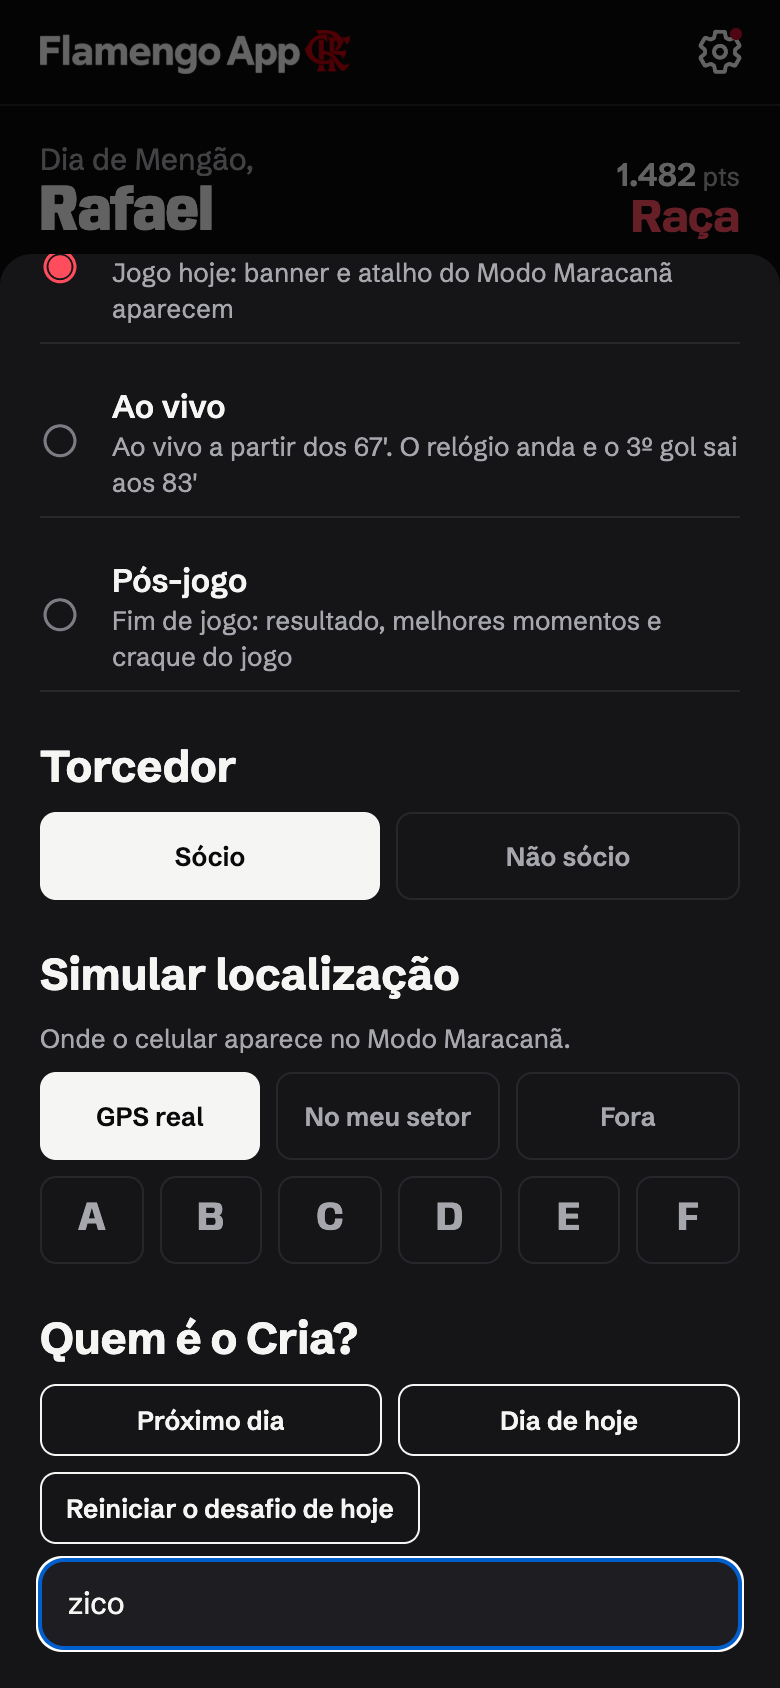 Flamengo App
Dia de Mengão,
Rafael
1.482 pts
Raça
Jogo hoje: banner e atalho do Modo Maracanã
aparecem
Ao vivo
Ao vivo a partir dos 67'. O relógio anda e o 3º gol sai
aos 83'
Pós-jogo
Fim de jogo: resultado, melhores momentos e
craque do jogo
Torcedor
Sócio
Não sócio
Simular localização
Onde o celular aparece no Modo Maracanã.
GPS real
No meu setor
Fora
A
B
C
D
E
F
Quem é o Cria?
Próximo dia
Dia de hoje
Reiniciar o desafio de hoje
zico